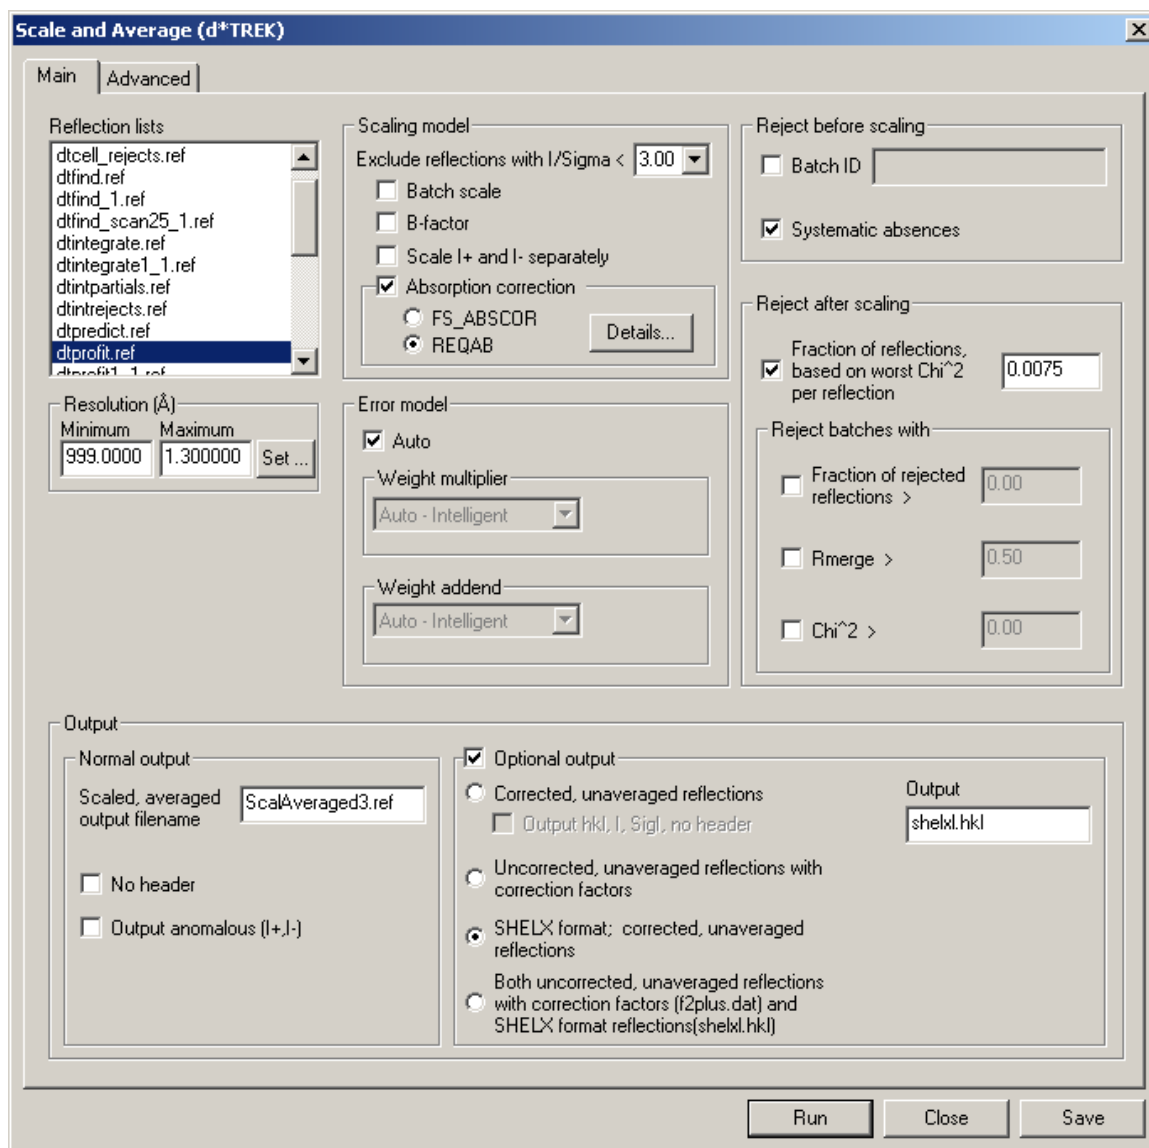 Scale and Average (d*TREK)
Main
Advanced
Reflection lists
dtcell_rejects.ref
dtfind.ref
dtfind_1.ref
dtfind_scan25_1.ref
dtintegrate.ref
dtintegrate1_1.ref
dtintpartials.ref
dtintrejects.ref
dtpredict.ref
dtprofit.ref
dtprofit1_1.ref
Resolution (Å)
Minimum Maximum
999.0000 1.300000 Set ...
Scaling model
Exclude reflections with I/Sigma < 3.00
Batch scale
B-factor
Scale I+ and I- separately
Absorption correction
FS_ABSCOR
REQAB
Details...
Error model
Auto
Weight multiplier
Auto - Intelligent
Weight addend
Auto - Intelligent
Reject before scaling
Batch ID
Systematic absences
Reject after scaling
Fraction of reflections,
based on worst Chi^2
per reflection
0.0075
Reject batches with
Fraction of rejected
reflections >
0.00
Rmerge > 0.50
Chi^2 > 0.00
Output
Normal output
Scaled, averaged
output filename
ScalAveraged3.ref
No header
Output anomalous (I+,I-)
Optional output
Corrected, unaveraged reflections
Output hkl, I, SigI, no header
Output
shelxl.hkl
Uncorrected, unaveraged reflections with
correction factors
SHELX format; corrected, unaveraged
reflections
Both uncorrected, unaveraged reflections
with correction factors (f2plus.dat) and
SHELX format reflections(shelxl.hkl)
Run
Close
Save